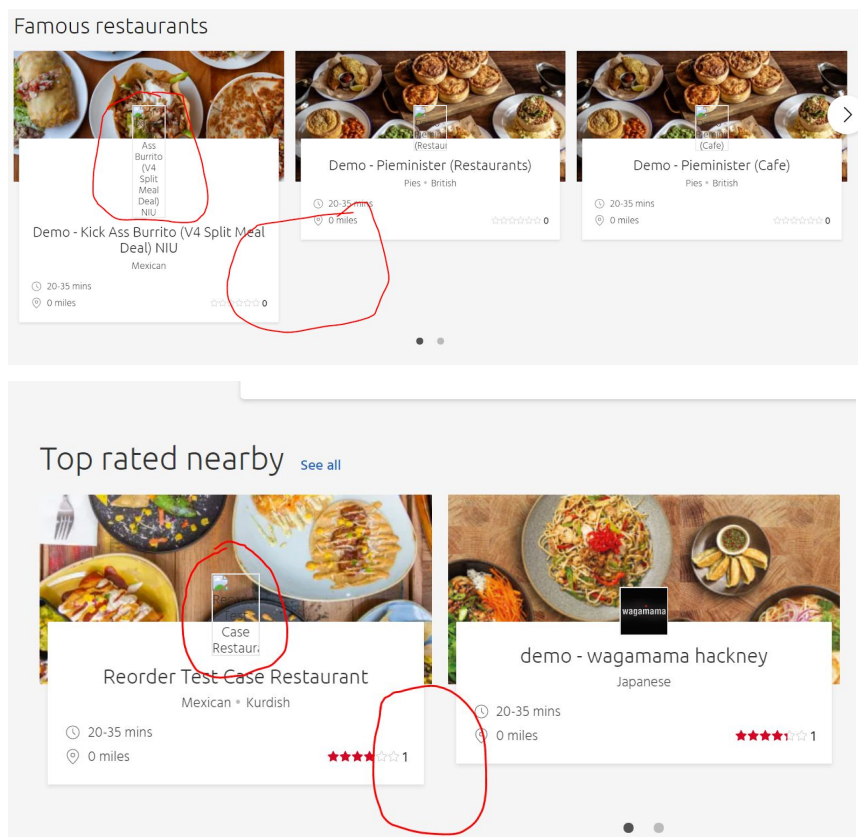 Famous restaurants
Ass
Burrito
(V4
Split
Meal
Deal)
NIU
Demo - Kick Ass Burrito (V4 Split Meal
Deal) NIU
Mexican
20-35 mins
0 miles
0
(Restaur
Demo - Pieminister (Restaurants)
Pies • British
20-35 mins
0 miles
0
(Cafe)
Demo - Pieminister (Cafe)
Pies • British
20-35 mins
0 miles
0
Top rated nearby See all
Case
Restaura
Reorder Test Case Restaurant
Mexican • Kurdish
20-35 mins
0 miles
1
wagamama
demo - wagamama hackney
Japanese
20-35 mins
0 miles
1